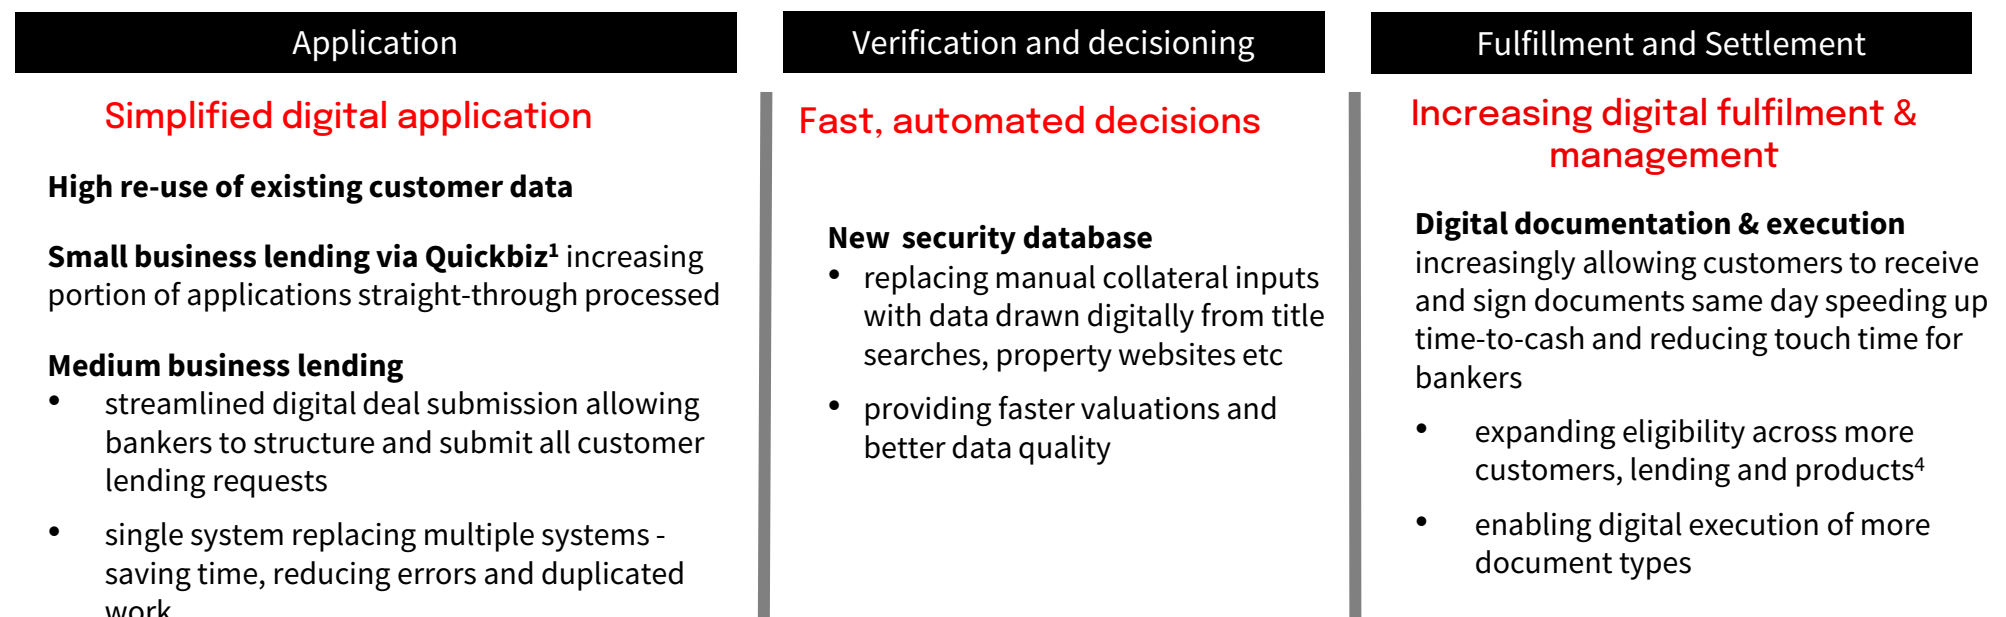 Application
Simplified digital application
High re-use of existing customer data
Small business lending via Quickbiz¹ increasing
portion of applications straight-through processed
Medium business lending
• streamlined digital deal submission allowing
bankers to structure and submit all customer
lending requests
• single system replacing multiple systems -
saving time, reducing errors and duplicated
work
Verification and decisioning
Fast, automated decisions
New  security database
• replacing manual collateral inputs
with data drawn digitally from title
searches, property websites etc
• providing faster valuations and
better data quality
Fulfillment and Settlement
Increasing digital fulfilment &
management
Digital documentation & execution
increasingly allowing customers to receive
and sign documents same day speeding up
time-to-cash and reducing touch time for
bankers
• expanding eligibility across more
customers, lending and products⁴
• enabling digital execution of more
document types